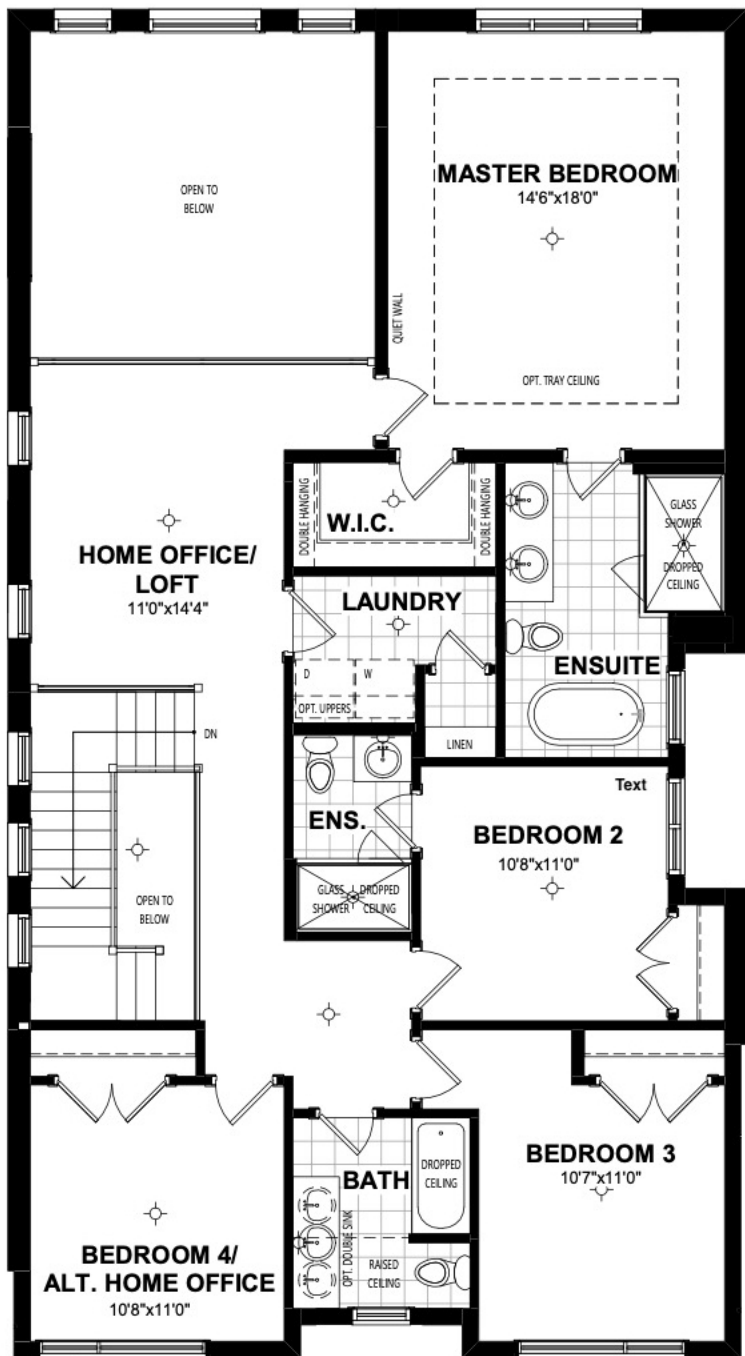 OPEN TO
BELOW
MASTER BEDROOM
14'6"x18'0"
QUIET WALL
OPT. TRAY CEILING
DOUBLE HANGING
W.I.C.
DOUBLE HANGING
GLASS
SHOWER
DROPPED
CEILING
HOME OFFICE/
LOFT
11'0"x14'4"
LAUNDRY
ENSUITE
D
W
OPT. UPPERS
LINEN
DN
Text
ENS.
BEDROOM 2
10'8"x11'0"
GLASS
SHOWER
DROPPED
CEILING
OPEN TO
BELOW
BATH
DROPPED
CEILING
BEDROOM 3
10'7"x11'0"
OPT. DOUBLE SINK
RAISED
CEILING
BEDROOM 4/
ALT. HOME OFFICE
10'8"x11'0"